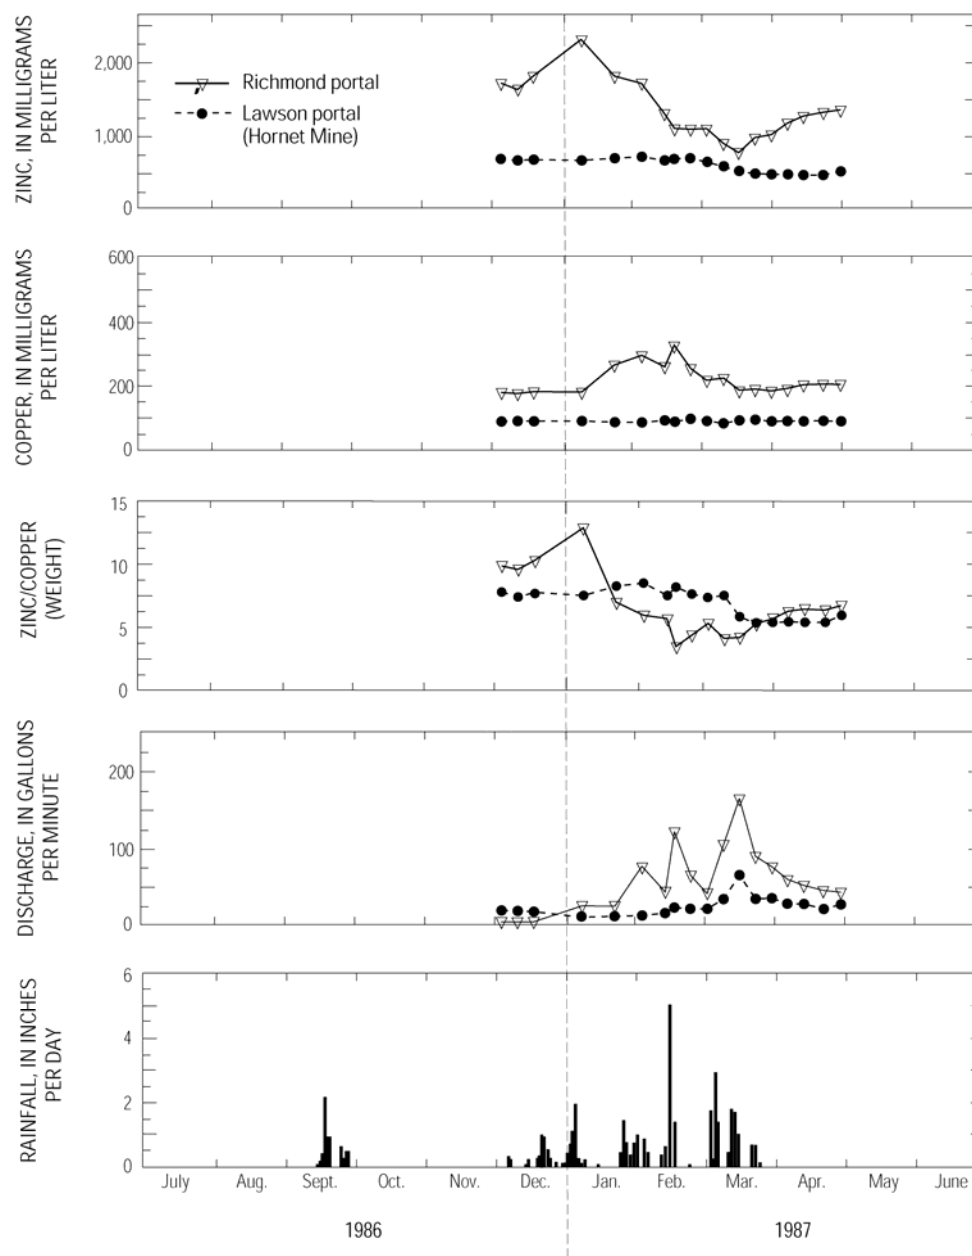 ZINC, IN MILLIGRAMS
PER LITER
2,000
1,000
0
Richmond portal
Lawson portal
(Hornet Mine)
COPPER, IN MILLIGRAMS
PER LITER
600
400
200
0
ZINC/COPPER
(WEIGHT)
15
10
5
0
DISCHARGE, IN GALLONS
PER MINUTE
200
100
0
RAINFALL, IN INCHES
PER DAY
6
4
2
0
July Aug. Sept. Oct. Nov. Dec. Jan. Feb. Mar. Apr. May June
1986 1987